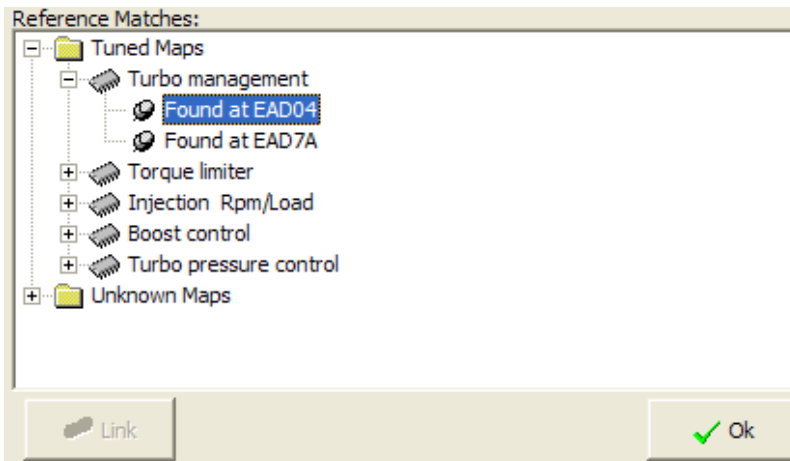 Reference Matches:
Tuned Maps
Turbo management
Found at EAD04
Found at EAD7A
Torque limiter
Injection Rpm/Load
Boost control
Turbo pressure control
Unknown Maps
Link
Ok